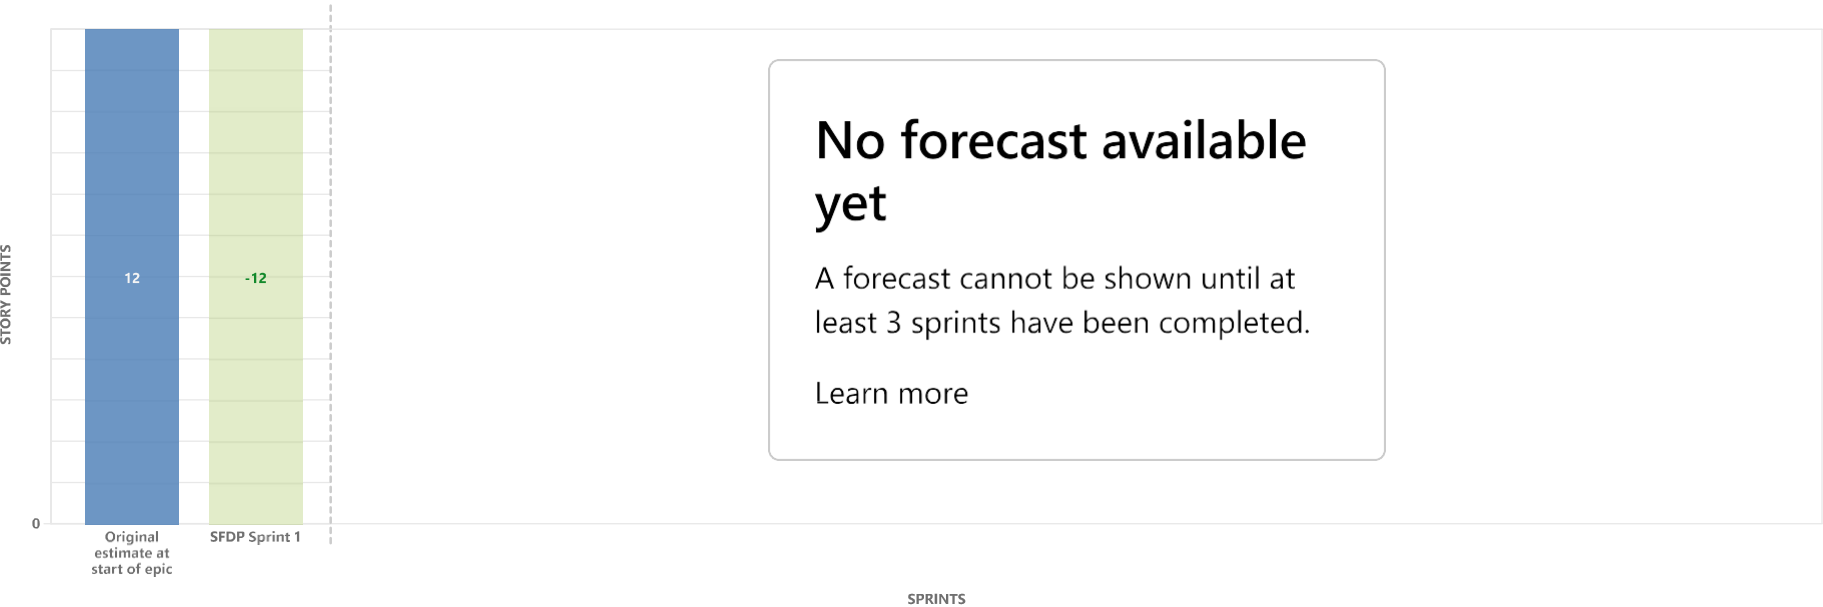 No forecast available
yet
A forecast cannot be shown until at
least 3 sprints have been completed.
Learn more
STORY POINTS
12
-12
0
Original
estimate at
start of epic
SFDP Sprint 1
SPRINTS